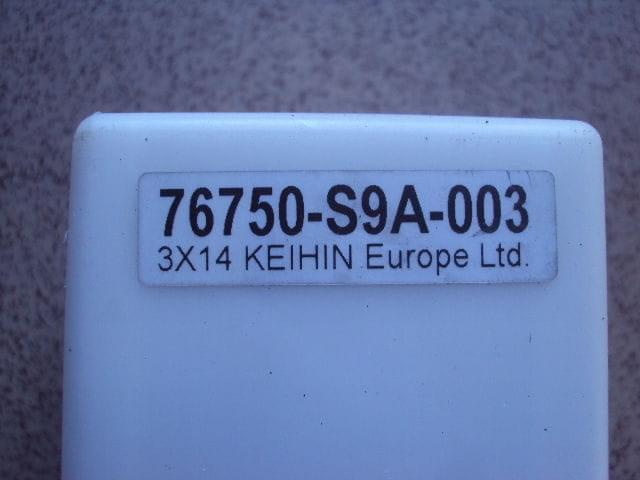 76750-S9A-003
3X14 KEIHIN Europe Ltd.